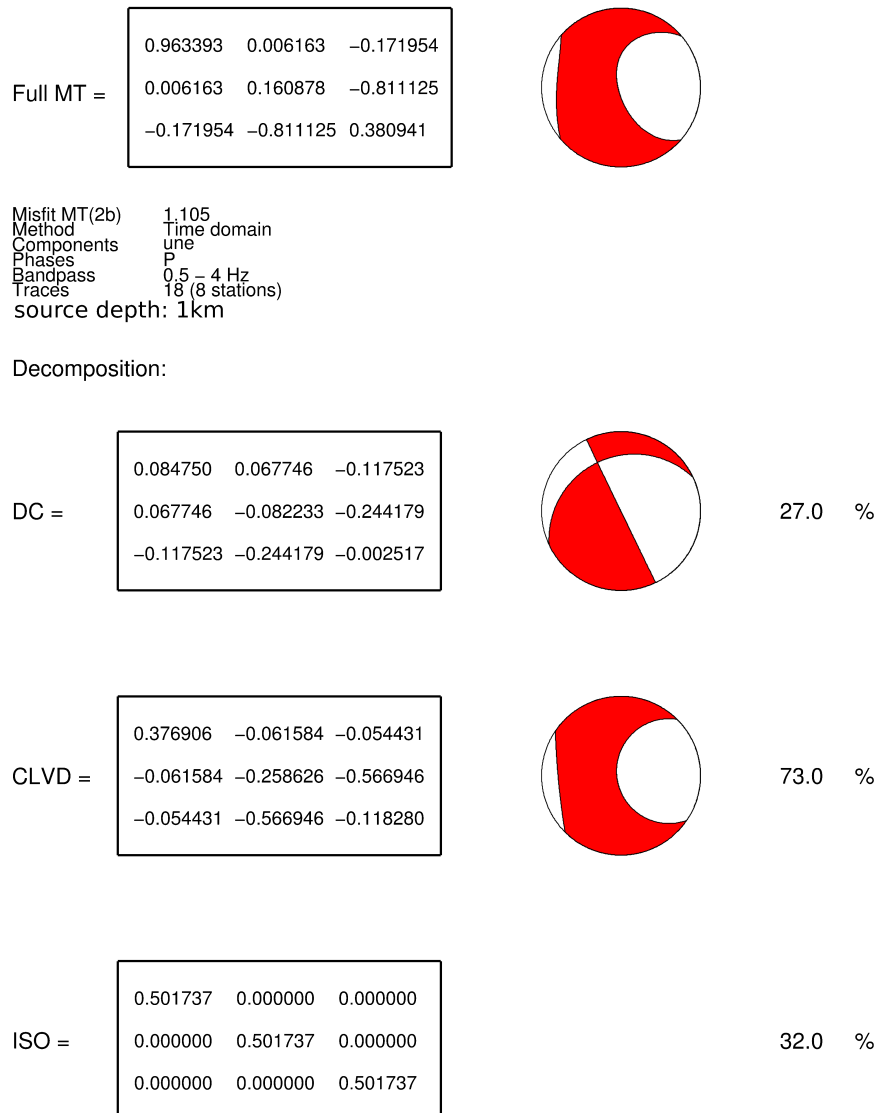 0.963393 0.006163 −0.171954
Full MT = 0.006163 0.160878 −0.811125
−0.171954 −0.811125 0.380941
Misfit MT(2b) 1.105
Method Time domain
Components une
Phases P
Bandpass 0.5 − 4 Hz
Traces 18 (8 stations)
source depth: 1km
Decomposition:
0.084750 0.067746 −0.117523
DC = 0.067746 −0.082233 −0.244179 27.0 %
−0.117523 −0.244179 −0.002517
0.376906 −0.061584 −0.054431
CLVD = −0.061584 −0.258626 −0.566946 73.0 %
−0.054431 −0.566946 −0.118280
0.501737 0.000000 0.000000
ISO = 0.000000 0.501737 0.000000 32.0 %
0.000000 0.000000 0.501737